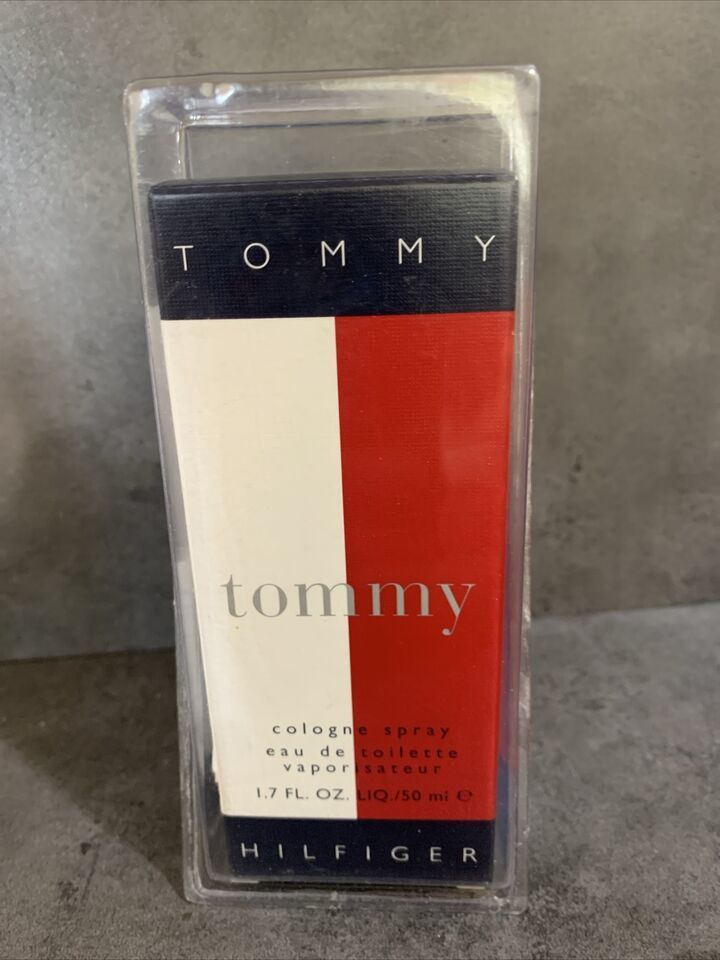 TOMMY
tommy
cologne spray
eau de toilette
vaporisateur
1.7 FL. OZ. LIQ./50 ml ℮
HILFIGER